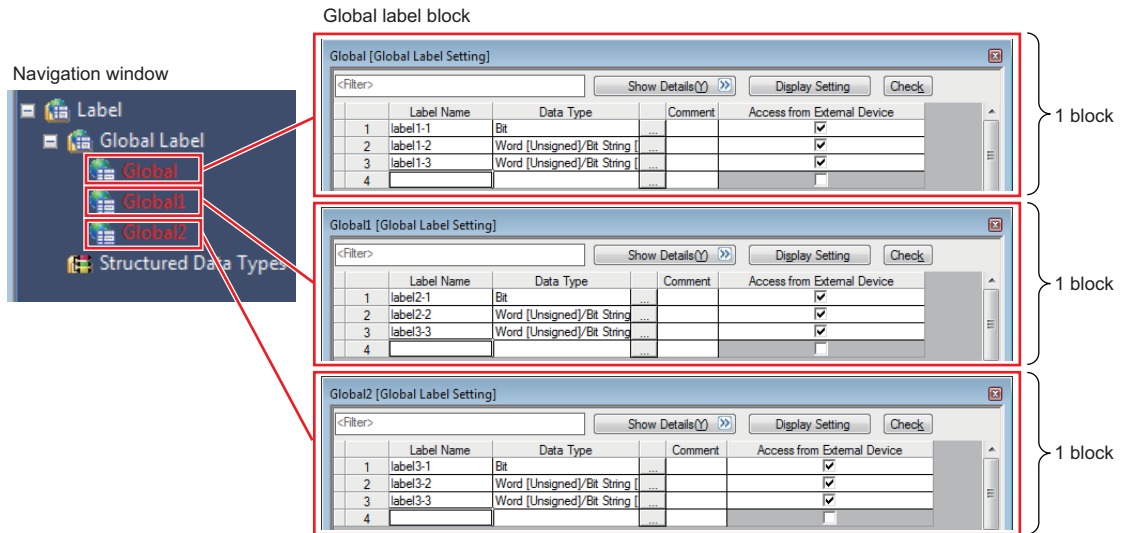 Global label block
Navigation window
Label
Global Label
Global
Global1
Global2
Structured Data Types
Global [Global Label Setting]
<Filter>
Show Details(Y)
Display Setting
Check
Label Name Data Type Comment Access from External Device
1 label1-1 Bit ...
2 label1-2 Word [Unsigned]/Bit String [ ...
3 label1-3 Word [Unsigned]/Bit String [ ...
4 ...
1 block
Global1 [Global Label Setting]
<Filter>
Show Details(Y)
Display Setting
Check
Label Name Data Type Comment Access from External Device
1 label2-1 Bit ...
2 label2-2 Word [Unsigned]/Bit String ...
3 label3-3 Word [Unsigned]/Bit String ...
4 ...
1 block
Global2 [Global Label Setting]
<Filter>
Show Details(Y)
Display Setting
Check
Label Name Data Type Comment Access from External Device
1 label3-1 Bit ...
2 label3-2 Word [Unsigned]/Bit String [ ...
3 label3-3 Word [Unsigned]/Bit String [ ...
4 ...
1 block